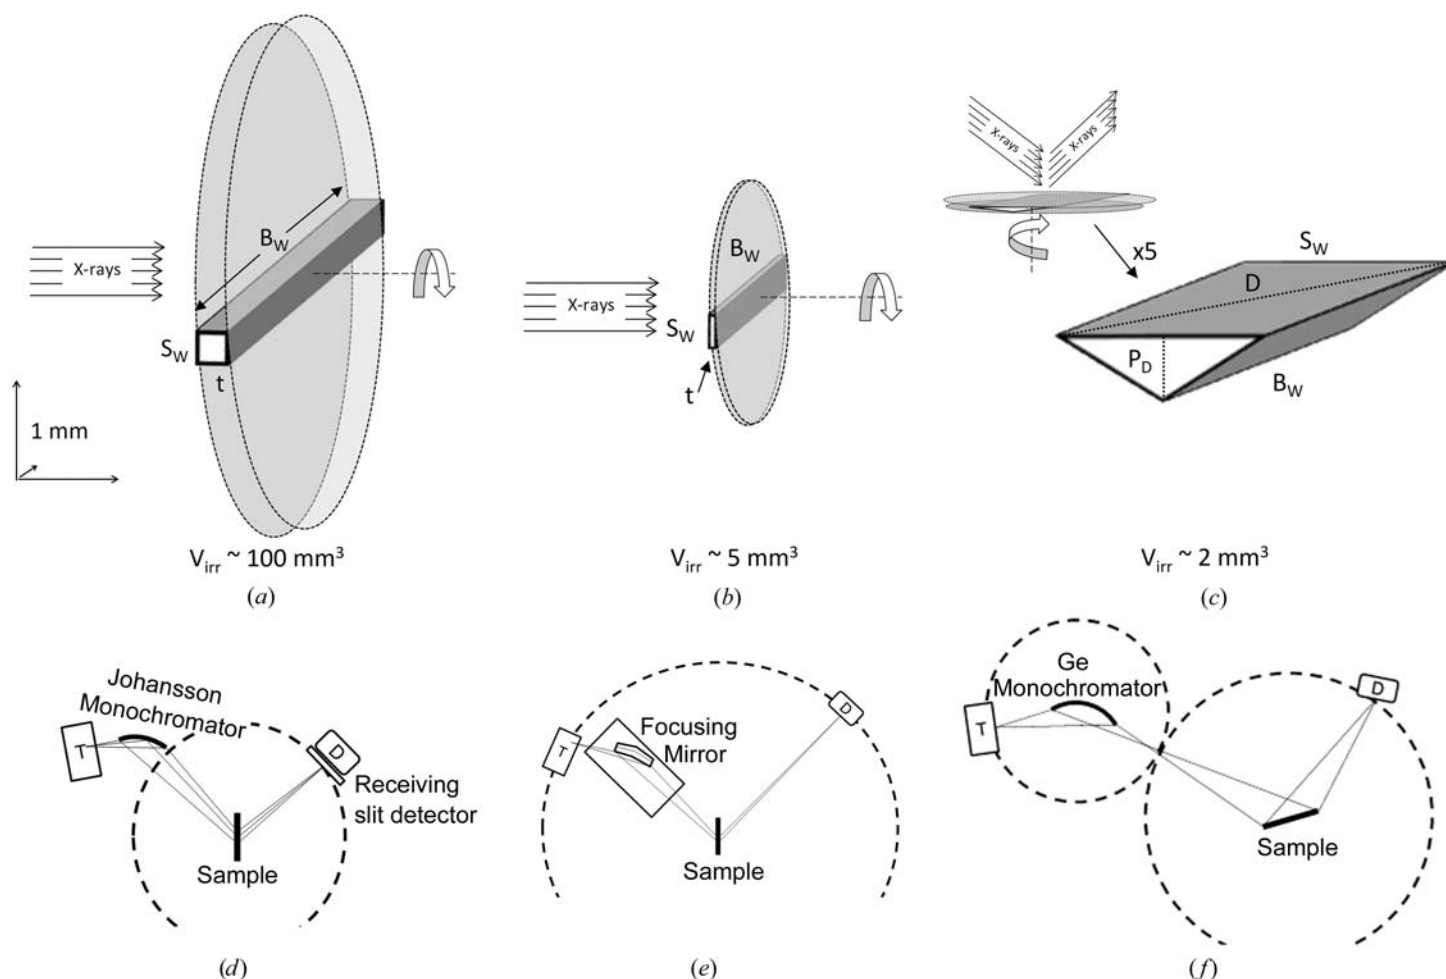 X-rays
B_W
S_W
t
1 mm
V_irr ~ 100 mm³
(a)
X-rays
B_W
S_W
t
V_irr ~ 5 mm³
(b)
X-rays
X-rays
x5
S_W
D
P_D
B_W
V_irr ~ 2 mm³
(c)
Johansson
Monochromator
T
D
Receiving
slit detector
Sample
(d)
T
Focusing
Mirror
D
Sample
(e)
Ge
Monochromator
T
D
Sample
(f)